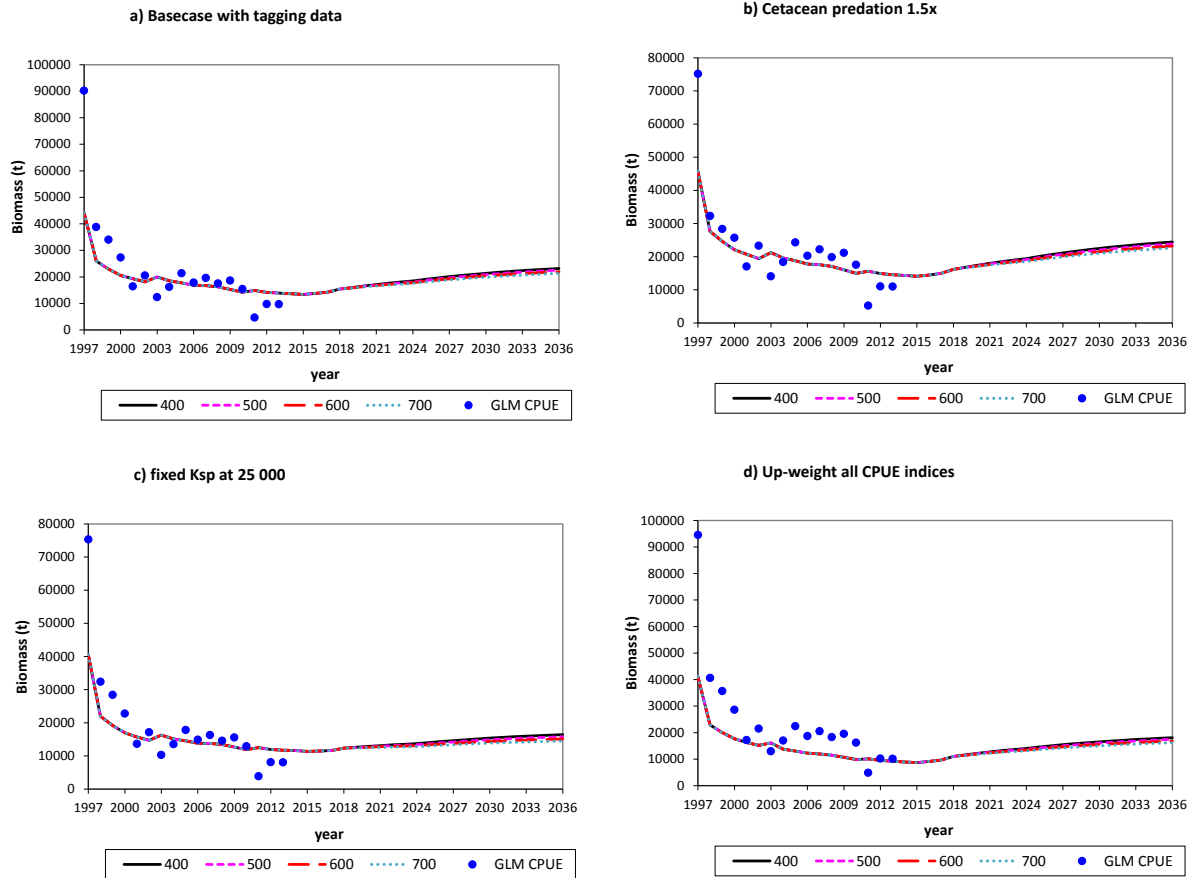 a) Basecase with tagging data
100000
90000
80000
70000
60000
50000
40000
30000
20000
10000
0
Biomass (t)
1997 2000 2003 2006 2009 2012 2015 2018 2021 2024 2027 2030 2033 2036
year
400 500 600 700 GLM CPUE
b) Cetacean predation 1.5x
80000
70000
60000
50000
40000
30000
20000
10000
0
Biomass (t)
1997 2000 2003 2006 2009 2012 2015 2018 2021 2024 2027 2030 2033 2036
year
400 500 600 700 GLM CPUE
c) fixed Ksp at 25 000
80000
70000
60000
50000
40000
30000
20000
10000
0
Biomass (t)
1997 2000 2003 2006 2009 2012 2015 2018 2021 2024 2027 2030 2033 2036
year
400 500 600 700 GLM CPUE
d) Up-weight all CPUE indices
100000
90000
80000
70000
60000
50000
40000
30000
20000
10000
0
Biomass (t)
1997 2000 2003 2006 2009 2012 2015 2018 2021 2024 2027 2030 2033 2036
year
400 500 600 700 GLM CPUE